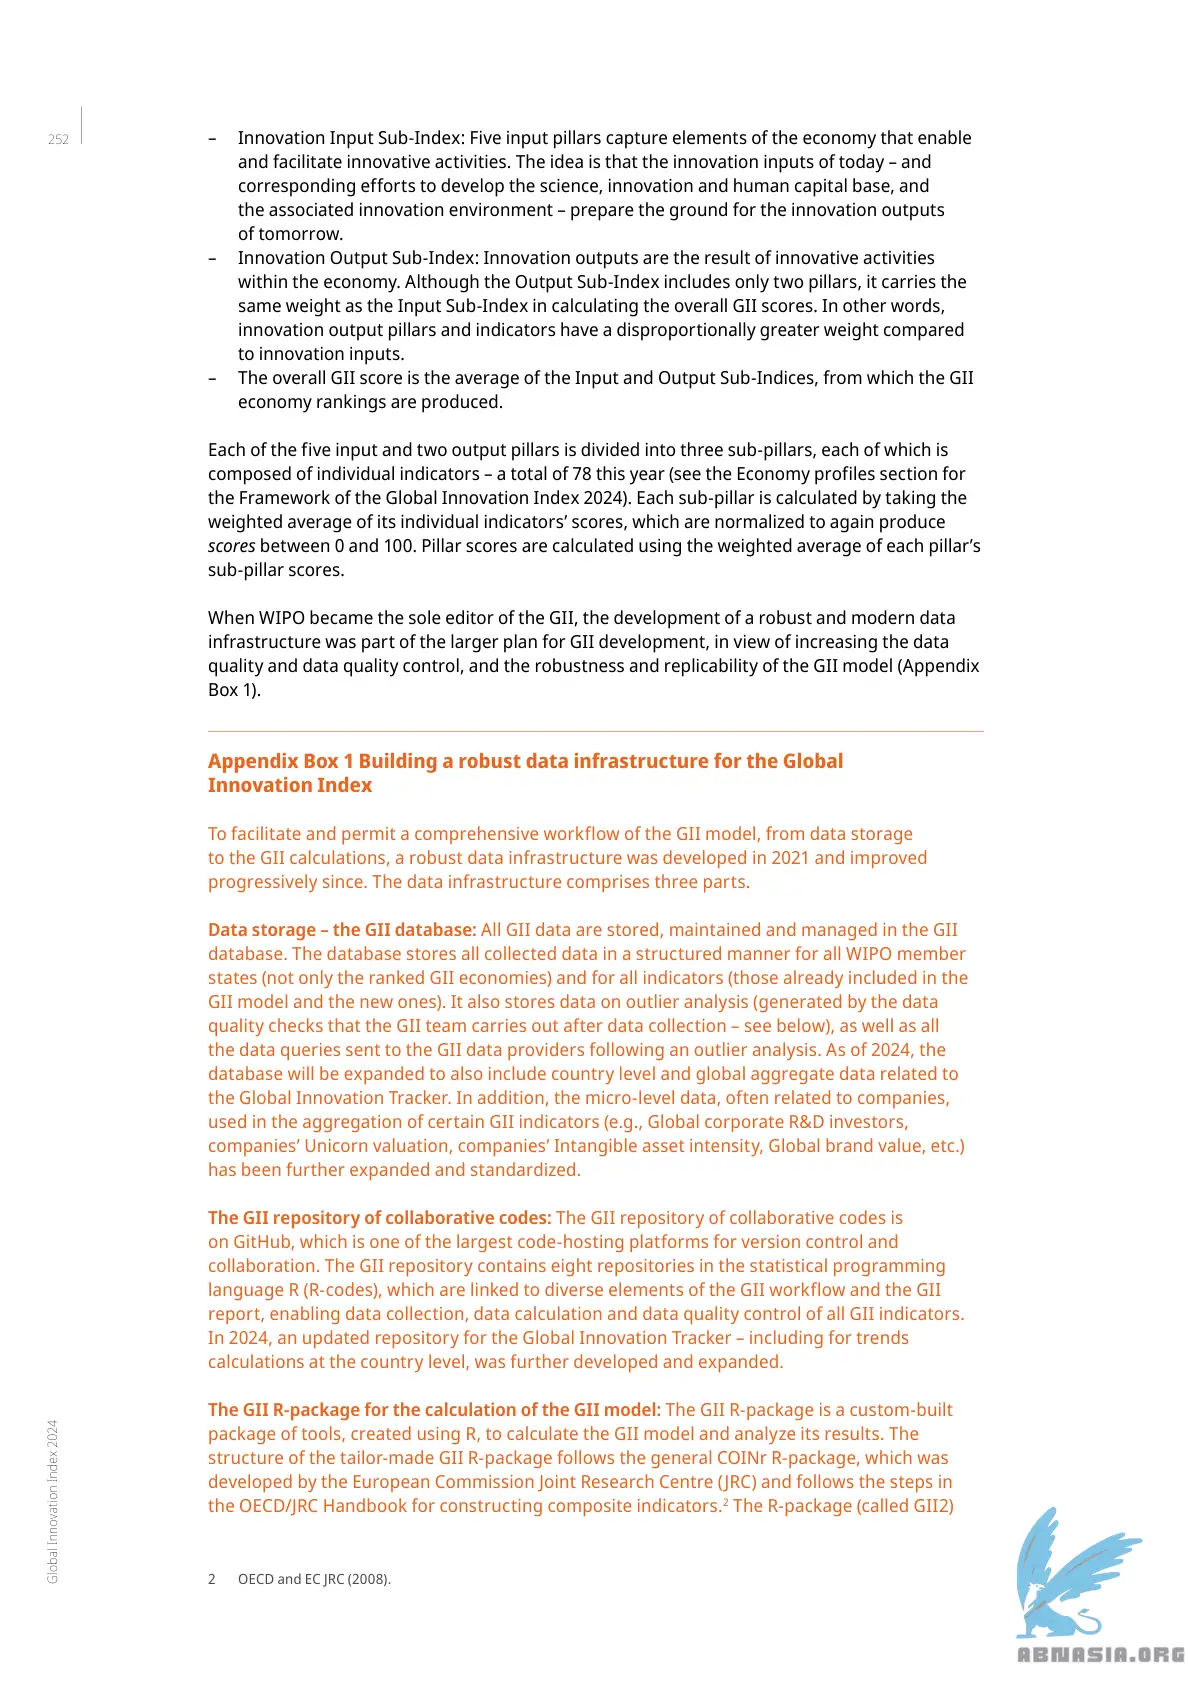 252
– Innovation Input Sub-Index: Five input pillars capture elements of the economy that enable
and facilitate innovative activities. The idea is that the innovation inputs of today – and
corresponding efforts to develop the science, innovation and human capital base, and
the associated innovation environment – prepare the ground for the innovation outputs
of tomorrow.
– Innovation Output Sub-Index: Innovation outputs are the result of innovative activities
within the economy. Although the Output Sub-Index includes only two pillars, it carries the
same weight as the Input Sub-Index in calculating the overall GII scores. In other words,
innovation output pillars and indicators have a disproportionally greater weight compared
to innovation inputs.
– The overall GII score is the average of the Input and Output Sub-Indices, from which the GII
economy rankings are produced.
Each of the five input and two output pillars is divided into three sub-pillars, each of which is
composed of individual indicators – a total of 78 this year (see the Economy profiles section for
the Framework of the Global Innovation Index 2024). Each sub-pillar is calculated by taking the
weighted average of its individual indicators’ scores, which are normalized to again produce
scores between 0 and 100. Pillar scores are calculated using the weighted average of each pillar’s
sub-pillar scores.
When WIPO became the sole editor of the GII, the development of a robust and modern data
infrastructure was part of the larger plan for GII development, in view of increasing the data
quality and data quality control, and the robustness and replicability of the GII model (Appendix
Box 1).
Appendix Box 1 Building a robust data infrastructure for the Global
Innovation Index
To facilitate and permit a comprehensive workflow of the GII model, from data storage
to the GII calculations, a robust data infrastructure was developed in 2021 and improved
progressively since. The data infrastructure comprises three parts.
Data storage – the GII database: All GII data are stored, maintained and managed in the GII
database. The database stores all collected data in a structured manner for all WIPO member
states (not only the ranked GII economies) and for all indicators (those already included in the
GII model and the new ones). It also stores data on outlier analysis (generated by the data
quality checks that the GII team carries out after data collection – see below), as well as all
the data queries sent to the GII data providers following an outlier analysis. As of 2024, the
database will be expanded to also include country level and global aggregate data related to
the Global Innovation Tracker. In addition, the micro-level data, often related to companies,
used in the aggregation of certain GII indicators (e.g., Global corporate R&D investors,
companies’ Unicorn valuation, companies’ Intangible asset intensity, Global brand value, etc.)
has been further expanded and standardized.
The GII repository of collaborative codes: The GII repository of collaborative codes is
on GitHub, which is one of the largest code-hosting platforms for version control and
collaboration. The GII repository contains eight repositories in the statistical programming
language R (R-codes), which are linked to diverse elements of the GII workflow and the GII
report, enabling data collection, data calculation and data quality control of all GII indicators.
In 2024, an updated repository for the Global Innovation Tracker – including for trends
calculations at the country level, was further developed and expanded.
The GII R-package for the calculation of the GII model: The GII R-package is a custom-built
package of tools, created using R, to calculate the GII model and analyze its results. The
structure of the tailor-made GII R-package follows the general COINr R-package, which was
developed by the European Commission Joint Research Centre (JRC) and follows the steps in
the OECD/JRC Handbook for constructing composite indicators.2 The R-package (called GII2)
Global Innovation Index 2024
2 OECD and EC JRC (2008).
ABNASIA.ORG